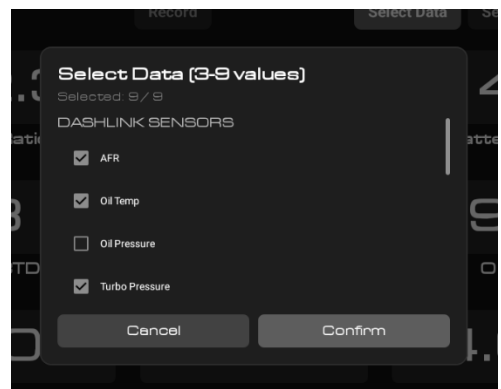 Record
Select Data
Select Data (3-9 values)
Selected: 9/9
DASHLINK SENSORS
AFR
Oil Temp
Oil Pressure
Turbo Pressure
Cancel
Confirm